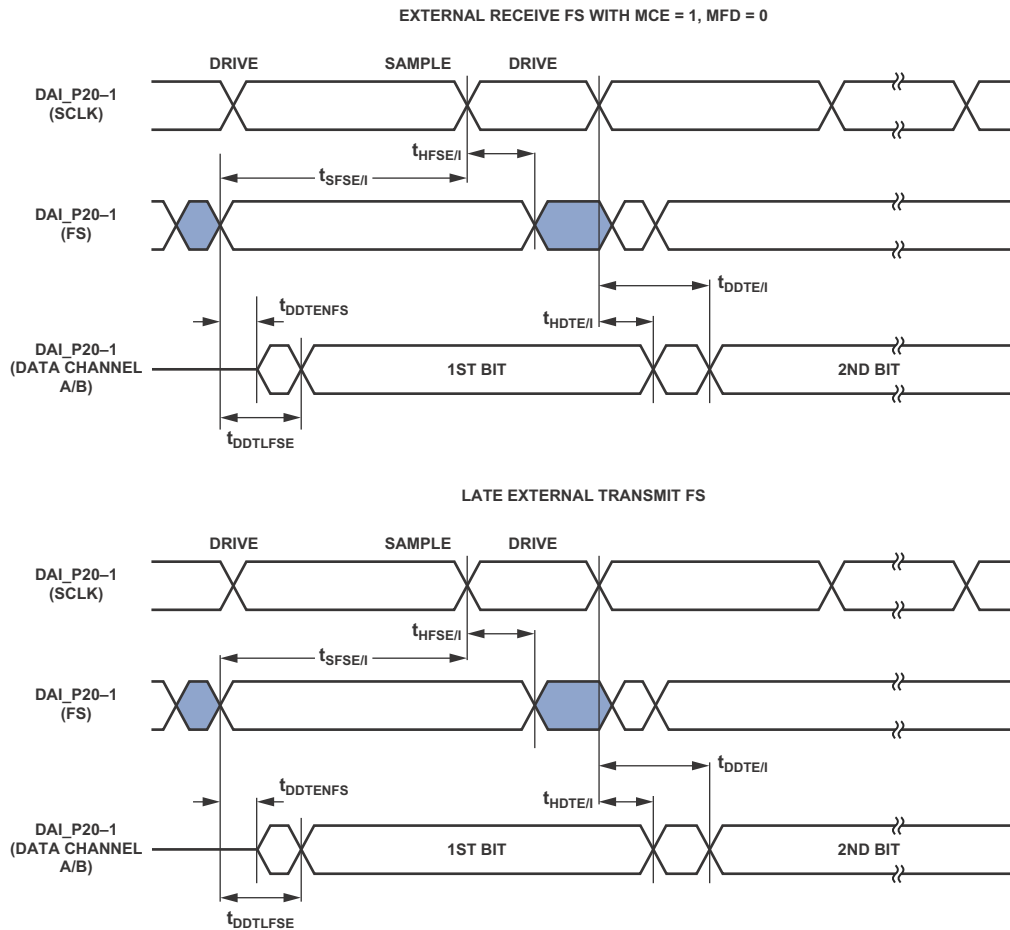 EXTERNAL RECEIVE FS WITH MCE = 1, MFD = 0
DRIVE SAMPLE DRIVE
DAI_P20–1
(SCLK)
tHFSE/I
tSFSE/I
DAI_P20–1
(FS)
tDDTE/I
tDDTENFS
tHDTE/I
DAI_P20–1
(DATA CHANNEL
A/B)
1ST BIT 2ND BIT
tDDTLFSE
LATE EXTERNAL TRANSMIT FS
DRIVE SAMPLE DRIVE
DAI_P20–1
(SCLK)
tHFSE/I
tSFSE/I
DAI_P20–1
(FS)
tDDTE/I
tDDTENFS
tHDTE/I
DAI_P20–1
(DATA CHANNEL
A/B)
1ST BIT 2ND BIT
tDDTLFSE